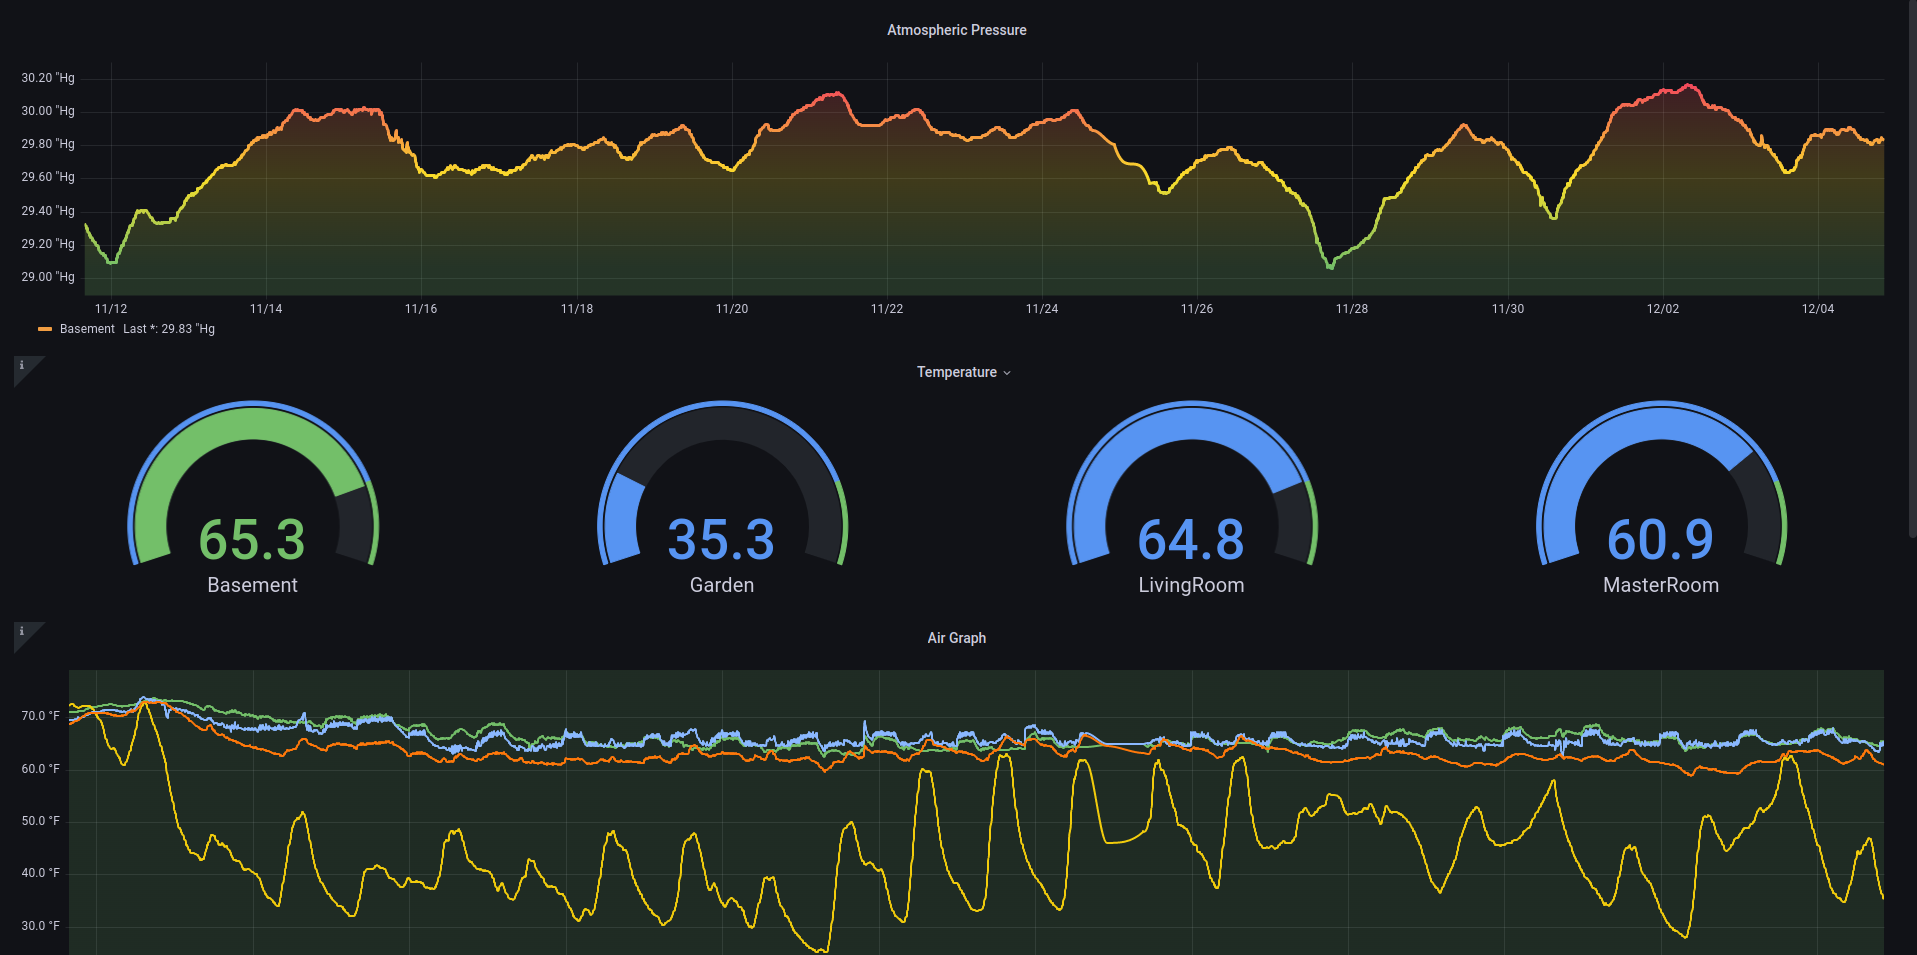 Atmospheric Pressure
30.20 "Hg
30.00 "Hg
29.80 "Hg
29.60 "Hg
29.40 "Hg
29.20 "Hg
29.00 "Hg
11/12 11/14 11/16 11/18 11/20 11/22 11/24 11/26 11/28 11/30 12/02 12/04
Basement Last *: 29.83 "Hg
i
Temperature
65.3 35.3 64.8 60.9
Basement Garden LivingRoom MasterRoom
i
Air Graph
70.0 °F
60.0 °F
50.0 °F
40.0 °F
30.0 °F